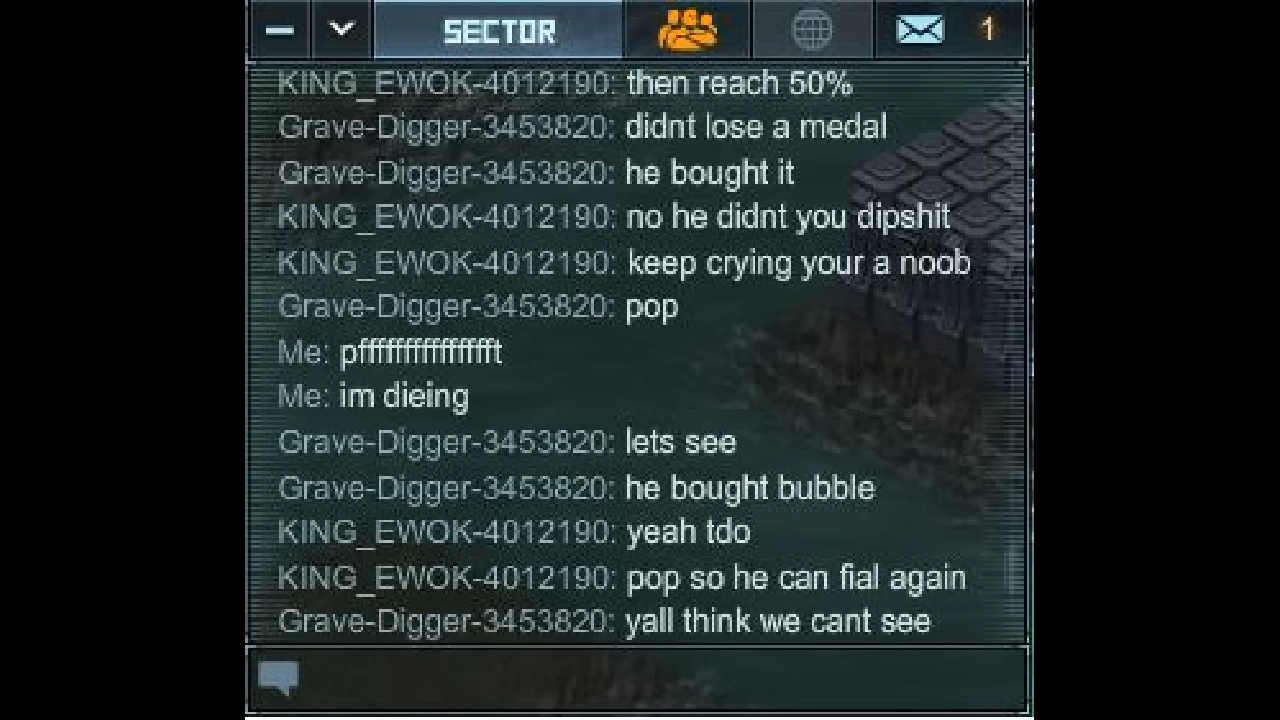 SECTOR
1
KING_EWOK-4012190: then reach 50%
Grave-Digger-3453820: didnt lose a medal
Grave-Digger-3453820: he bought it
KING_EWOK-4012190: no he didnt you dipshit
KING_EWOK-4012190: keep crying your a noob
Grave-Digger-3453820: pop
Me: pffffffffffffffft
Me: im dieing
Grave-Digger-3453820: lets see
Grave-Digger-3453820: he bought bubble
KING_EWOK-4012190: yeah tdo
KING_EWOK-4012190: pop so he can fial again
Grave-Digger-3453820: yall think we cant see